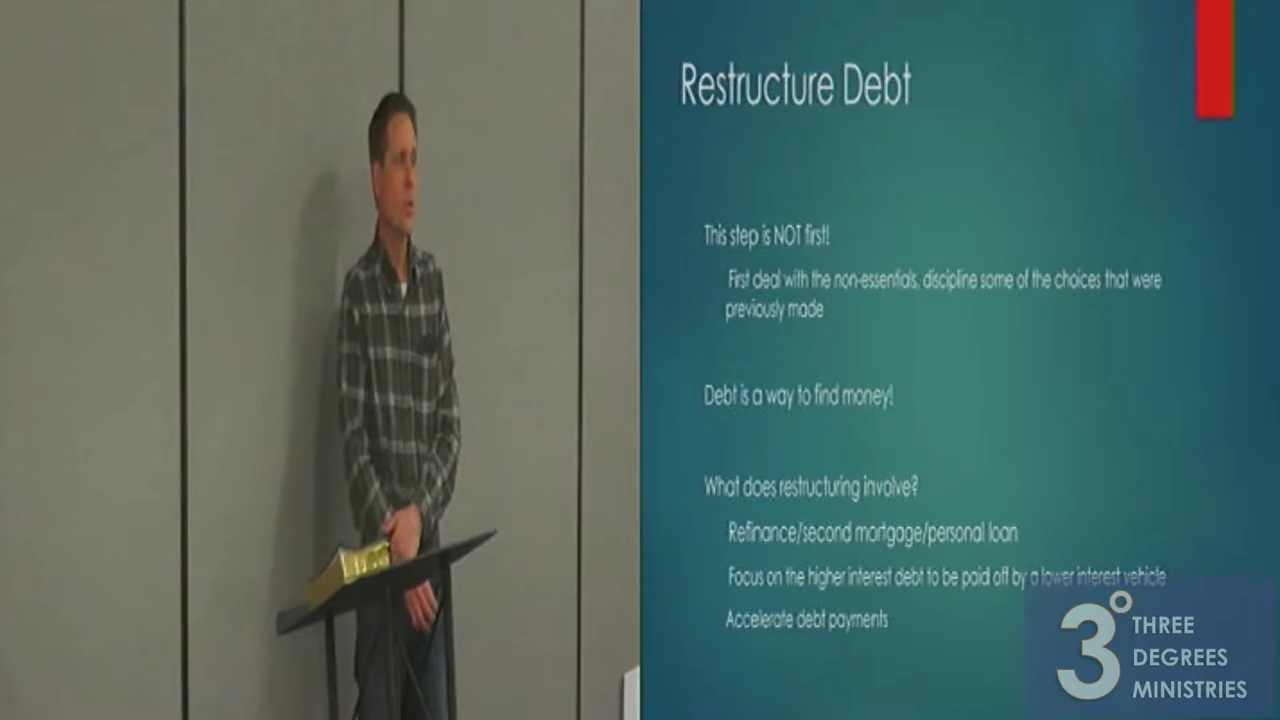 Restructure Debt
This step is NOT first!
First deal with the non-essentials, discipline some of the choices that were
previously made
Debt is a way to find money!
What does restructuring involve?
Refinance/second mortgage/personal loan
Focus on the higher interest debt to be paid off by a lower interest vehicle
Accelerate debt payments
3°
THREE
DEGREES
MINISTRIES